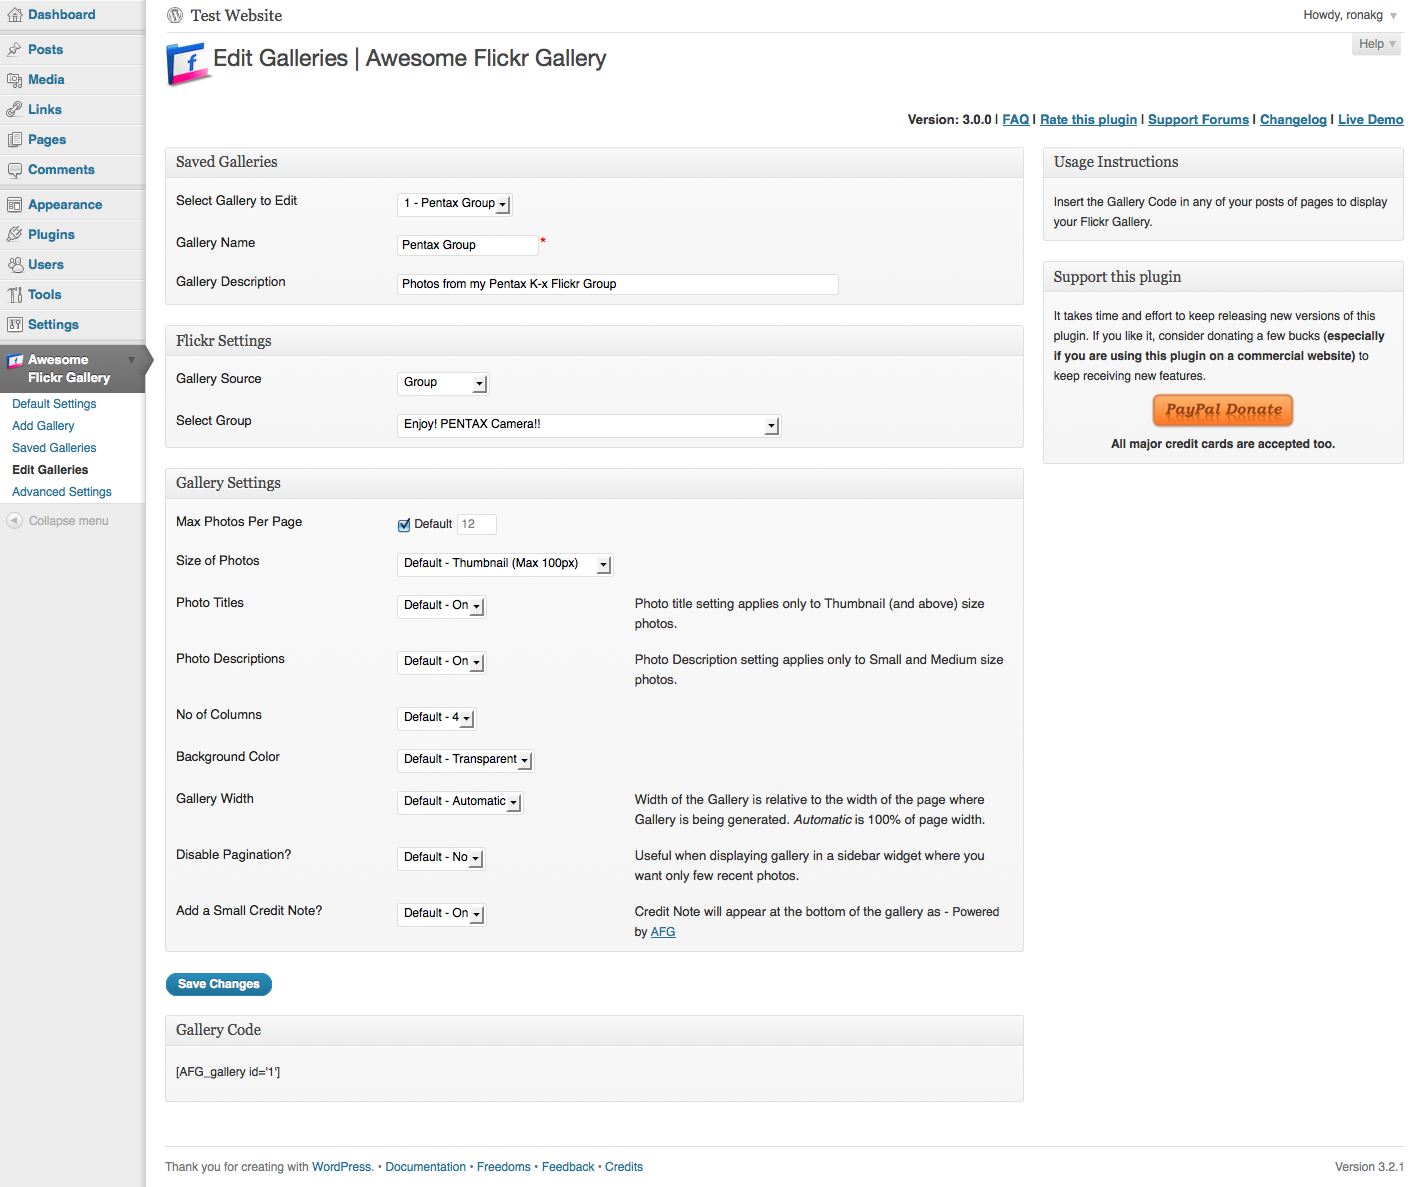 Dashboard
Posts
Media
Links
Pages
Comments
Appearance
Plugins
Users
Tools
Settings
Awesome
Flickr Gallery
Default Settings
Add Gallery
Saved Galleries
Edit Galleries
Advanced Settings
Collapse menu
Test Website
Howdy, ronakg
Help
Edit Galleries | Awesome Flickr Gallery
Version: 3.0.0 | FAQ | Rate this plugin | Support Forums | Changelog | Live Demo
Saved Galleries
Select Gallery to Edit
1 - Pentax Group
Gallery Name
Pentax Group *
Gallery Description
Photos from my Pentax K-x Flickr Group
Flickr Settings
Gallery Source
Group
Select Group
Enjoy! PENTAX Camera!!
Gallery Settings
Max Photos Per Page
Default 12
Size of Photos
Default - Thumbnail (Max 100px)
Photo Titles
Default - On
Photo title setting applies only to Thumbnail (and above) size
photos.
Photo Descriptions
Default - On
Photo Description setting applies only to Small and Medium size
photos.
No of Columns
Default - 4
Background Color
Default - Transparent
Gallery Width
Default - Automatic
Width of the Gallery is relative to the width of the page where
Gallery is being generated. Automatic is 100% of page width.
Disable Pagination?
Default - No
Useful when displaying gallery in a sidebar widget where you
want only few recent photos.
Add a Small Credit Note?
Default - On
Credit Note will appear at the bottom of the gallery as - Powered
by AFG
Save Changes
Gallery Code
[AFG_gallery id='1']
Usage Instructions
Insert the Gallery Code in any of your posts of pages to display
your Flickr Gallery.
Support this plugin
It takes time and effort to keep releasing new versions of this
plugin. If you like it, consider donating a few bucks (especially
if you are using this plugin on a commercial website) to
keep receiving new features.
PayPal Donate
All major credit cards are accepted too.
Thank you for creating with WordPress. • Documentation • Freedoms • Feedback • Credits
Version 3.2.1